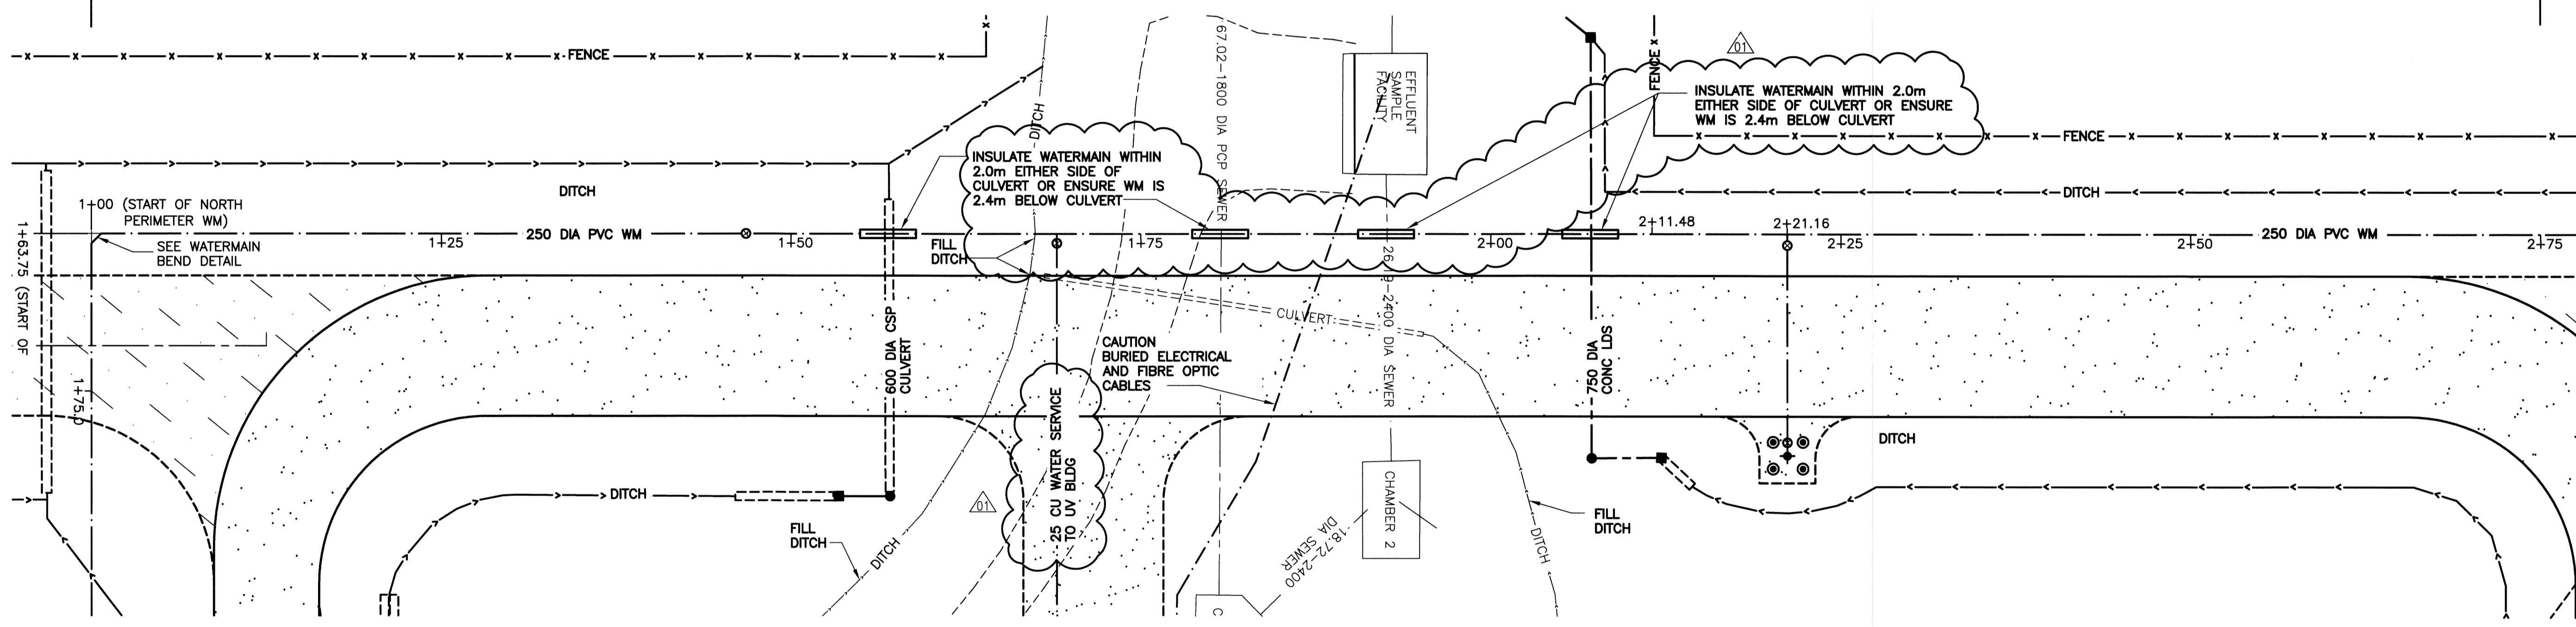 FENCE
DITCH
67.02-1800 DIA PCP SEWER
EFFLUENT
SAMPLE
FACILITY
FENCE
01
INSULATE WATERMAIN WITHIN 2.0m
EITHER SIDE OF CULVERT OR ENSURE
WM IS 2.4m BELOW CULVERT
FENCE
INSULATE WATERMAIN WITHIN
2.0m EITHER SIDE OF
CULVERT OR ENSURE WM IS
2.4m BELOW CULVERT
DITCH
DITCH
1+00 (START OF NORTH
PERIMETER WM)
SEE WATERMAIN
BEND DETAIL
1+25
250 DIA PVC WM
1+50
FILL
DITCH
1+75
2+00
2+11.48
2+21.16
2+25
2+50
250 DIA PVC WM
2+75
1+63.75 (START OF
1+75.0
600 DIA CSP
CULVERT
CULVERT
26.19-2400 DIA SEWER
CAUTION
BURIED ELECTRICAL
AND FIBRE OPTIC
CABLES
750 DIA
CONC LDS
25 CU WATER SERVICE
TO UV BLDG
01
DITCH
DITCH
FILL
DITCH
DITCH
CHAMBER 2
18.72-2400
DIA SEWER
DITCH
FILL
DITCH
C